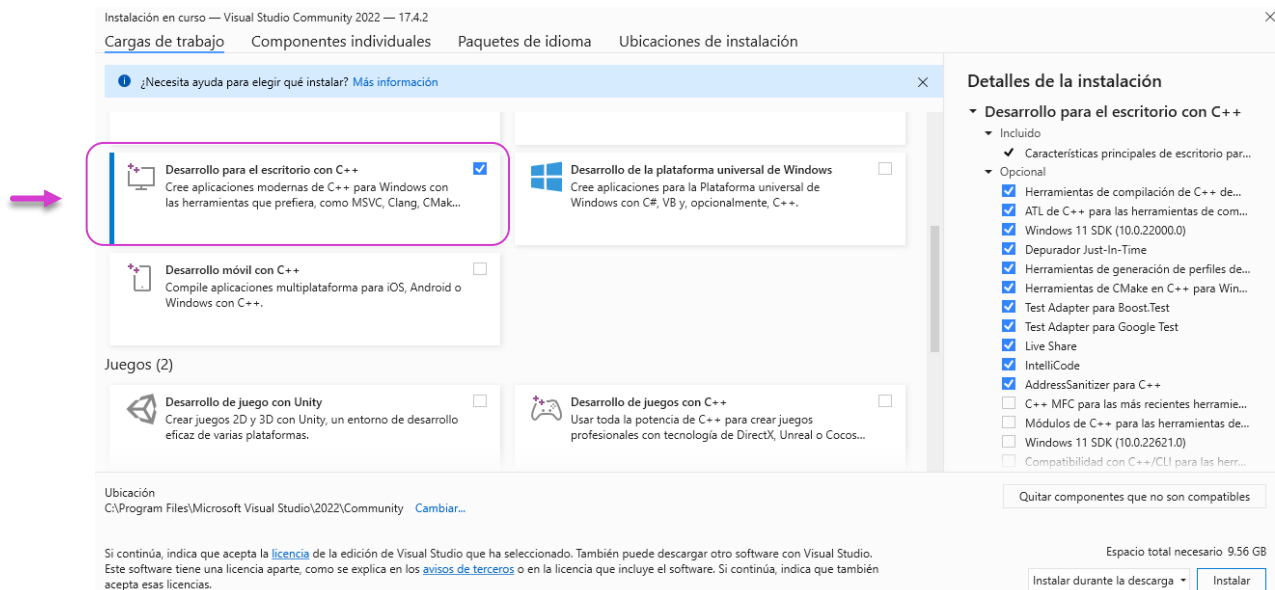 Instalación en curso — Visual Studio Community 2022 — 17.4.2
Cargas de trabajo Componentes individuales Paquetes de idioma Ubicaciones de instalación
¿Necesita ayuda para elegir qué instalar? Más información
Desarrollo para el escritorio con C++
Cree aplicaciones modernas de C++ para Windows con
las herramientas que prefiera, como MSVC, Clang, CMak...
Desarrollo de la plataforma universal de Windows
Cree aplicaciones para la Plataforma universal de
Windows con C#, VB y, opcionalmente, C++.
Desarrollo móvil con C++
Compile aplicaciones multiplataforma para iOS, Android o
Windows con C++.
Juegos (2)
Desarrollo de juego con Unity
Crear juegos 2D y 3D con Unity, un entorno de desarrollo
eficaz de varias plataformas.
Desarrollo de juegos con C++
Usar toda la potencia de C++ para crear juegos
profesionales con tecnología de DirectX, Unreal o Cocos...
Detalles de la instalación
Desarrollo para el escritorio con C++
Incluido
Características principales de escritorio par...
Opcional
Herramientas de compilación de C++ de...
ATL de C++ para las herramientas de com...
Windows 11 SDK (10.0.22000.0)
Depurador Just-In-Time
Herramientas de generación de perfiles de...
Herramientas de CMake en C++ para Win...
Test Adapter para Boost.Test
Test Adapter para Google Test
Live Share
IntelliCode
AddressSanitizer para C++
C++ MFC para las más recientes herramie...
Módulos de C++ para las herramientas de...
Windows 11 SDK (10.0.22621.0)
Compatibilidad con C++/CLI para las herr...
Ubicación
C:\Program Files\Microsoft Visual Studio\2022\Community Cambiar...
Quitar componentes que no son compatibles
Si continúa, indica que acepta la licencia de la edición de Visual Studio que ha seleccionado. También puede descargar otro software con Visual Studio.
Este software tiene una licencia aparte, como se explica en los avisos de terceros o en la licencia que incluye el software. Si continúa, indica que también
acepta esas licencias.
Espacio total necesario 9.56 GB
Instalar durante la descarga Instalar